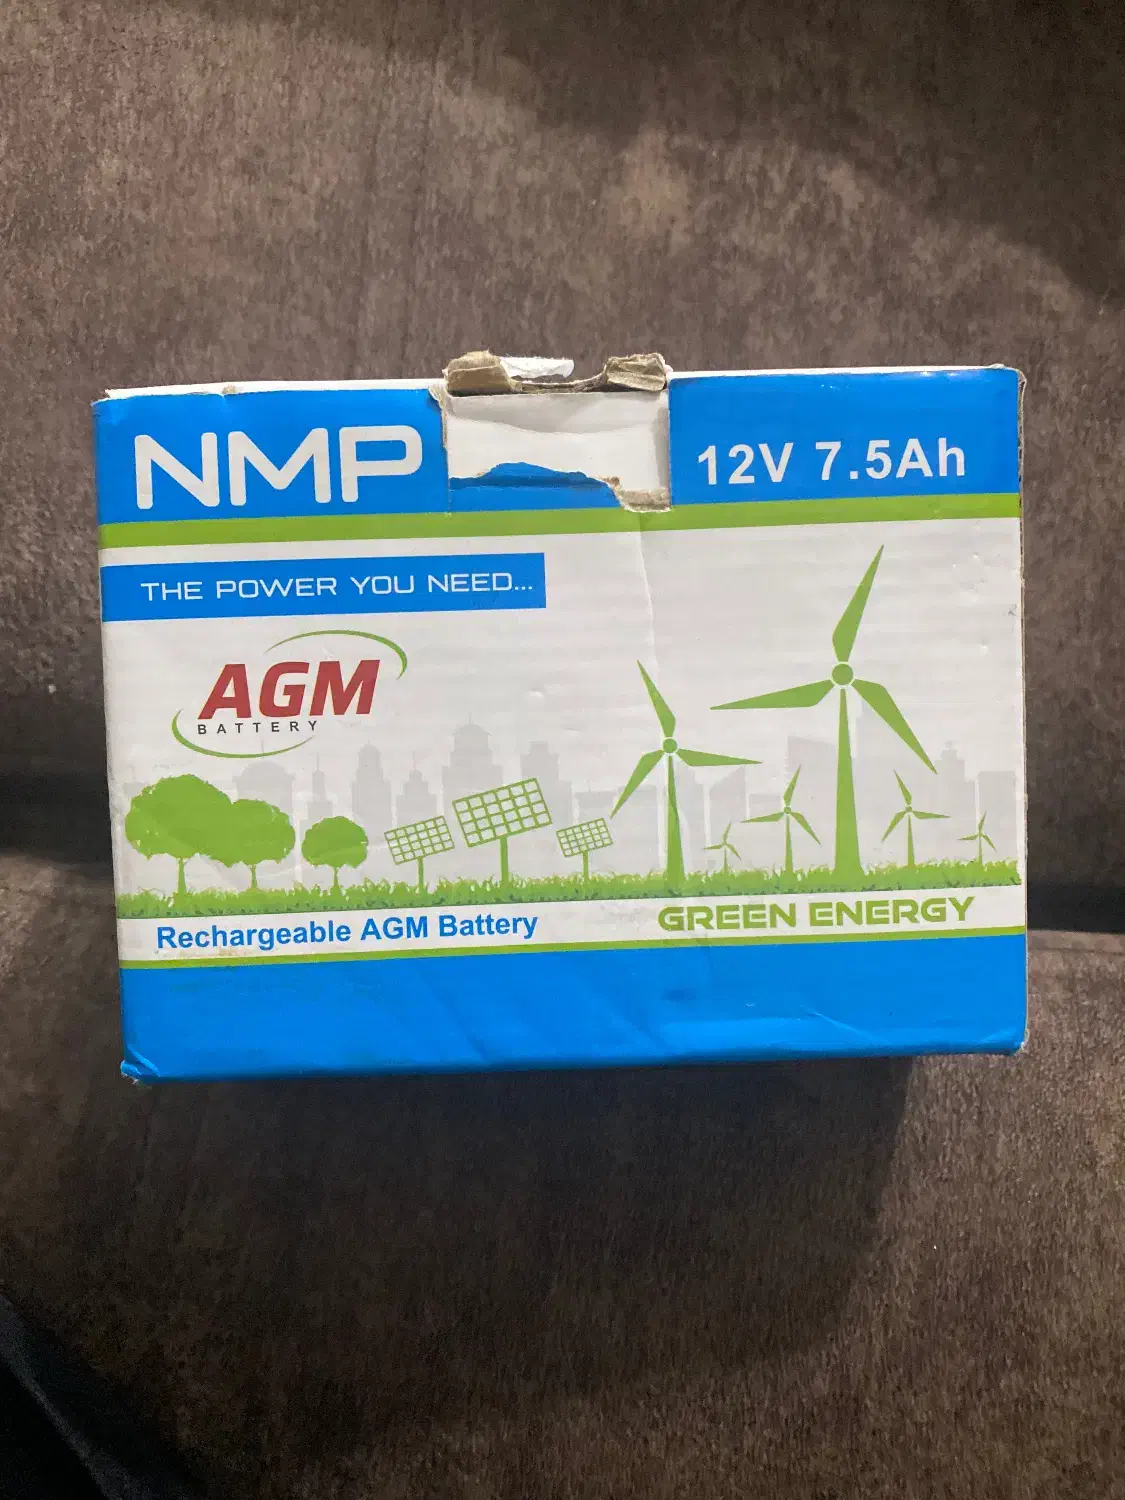 NMP
12V 7.5Ah
THE POWER YOU NEED...
AGM
BATTERY
Rechargeable AGM Battery
GREEN ENERGY